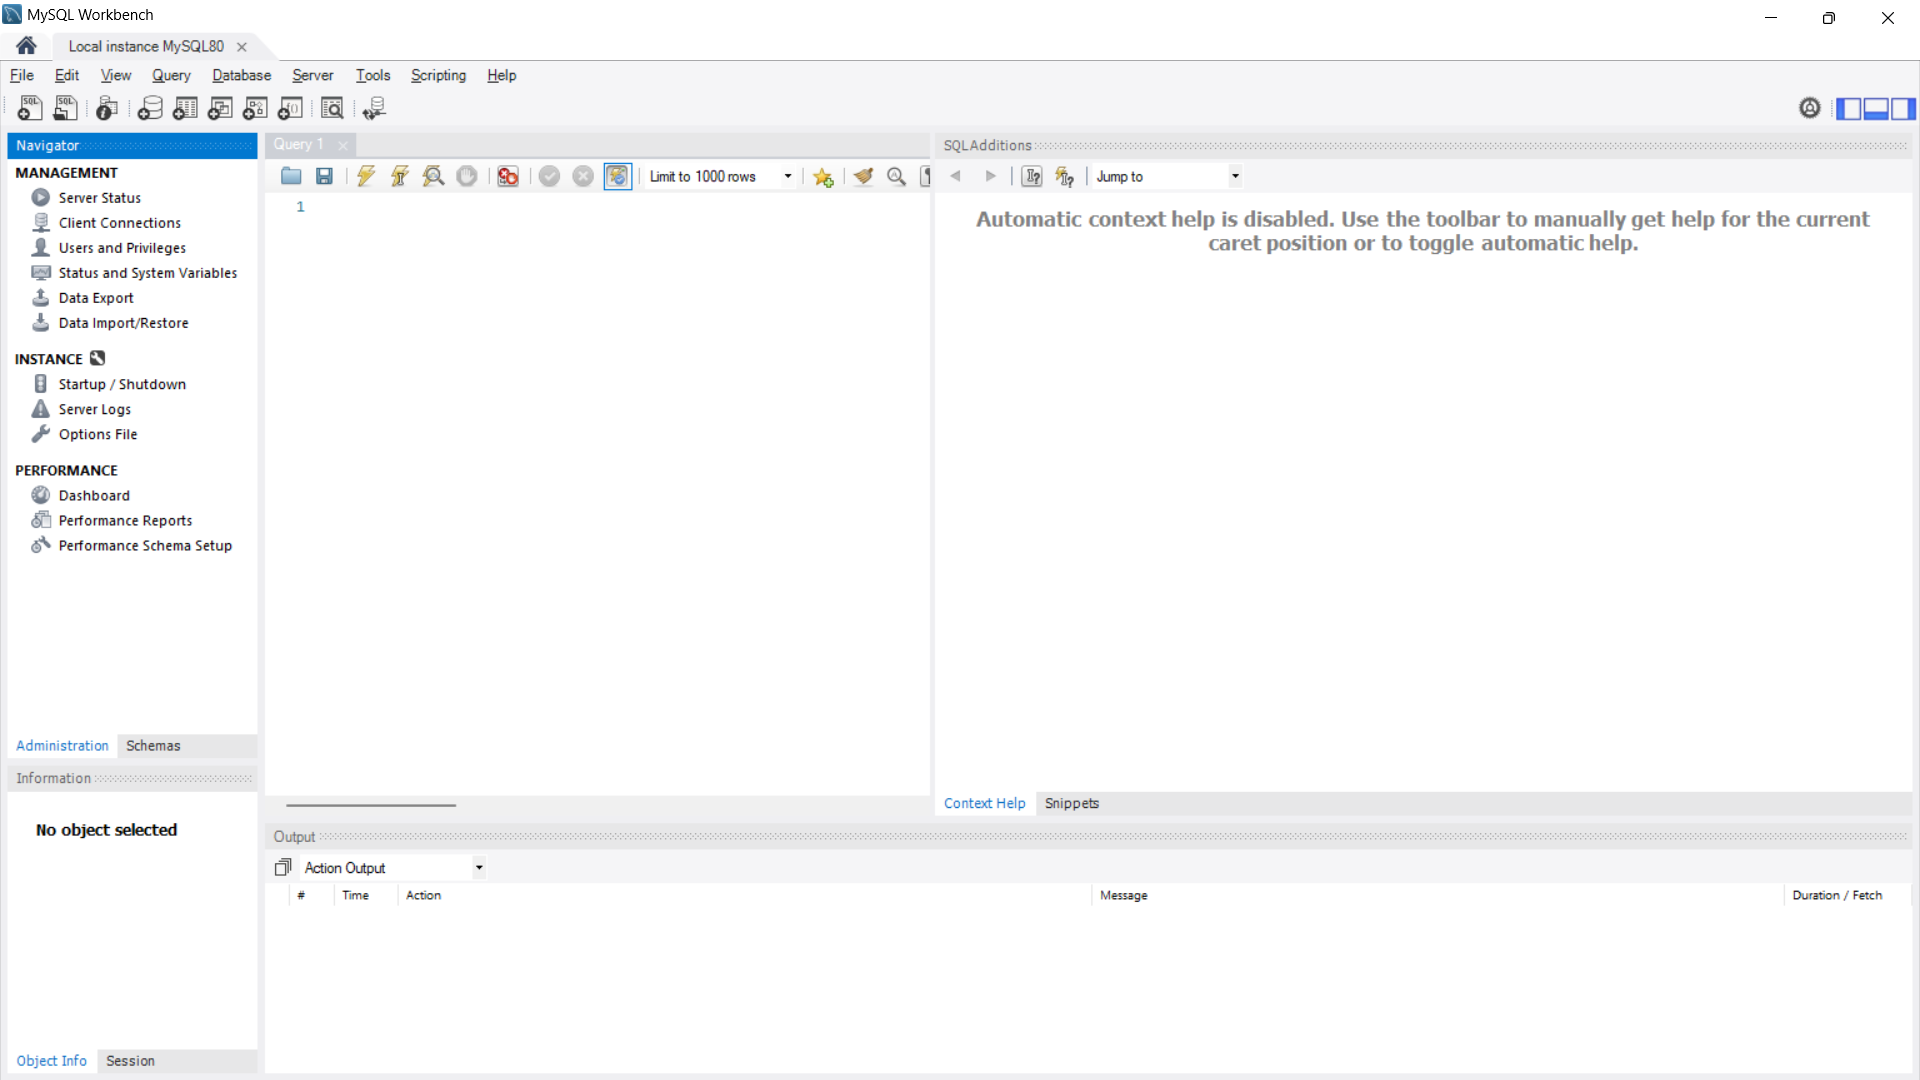 MySQL Workbench
Local instance MySQL80
File Edit View Query Database Server Tools Scripting Help
Navigator
MANAGEMENT
Server Status
Client Connections
Users and Privileges
Status and System Variables
Data Export
Data Import/Restore
INSTANCE
Startup / Shutdown
Server Logs
Options File
PERFORMANCE
Dashboard
Performance Reports
Performance Schema Setup
Administration Schemas
Information
No object selected
Object Info Session
Query 1
Limit to 1000 rows
1
SQLAdditions
Jump to
Automatic context help is disabled. Use the toolbar to manually get help for the current
caret position or to toggle automatic help.
Context Help Snippets
Output
Action Output
# Time Action Message Duration / Fetch